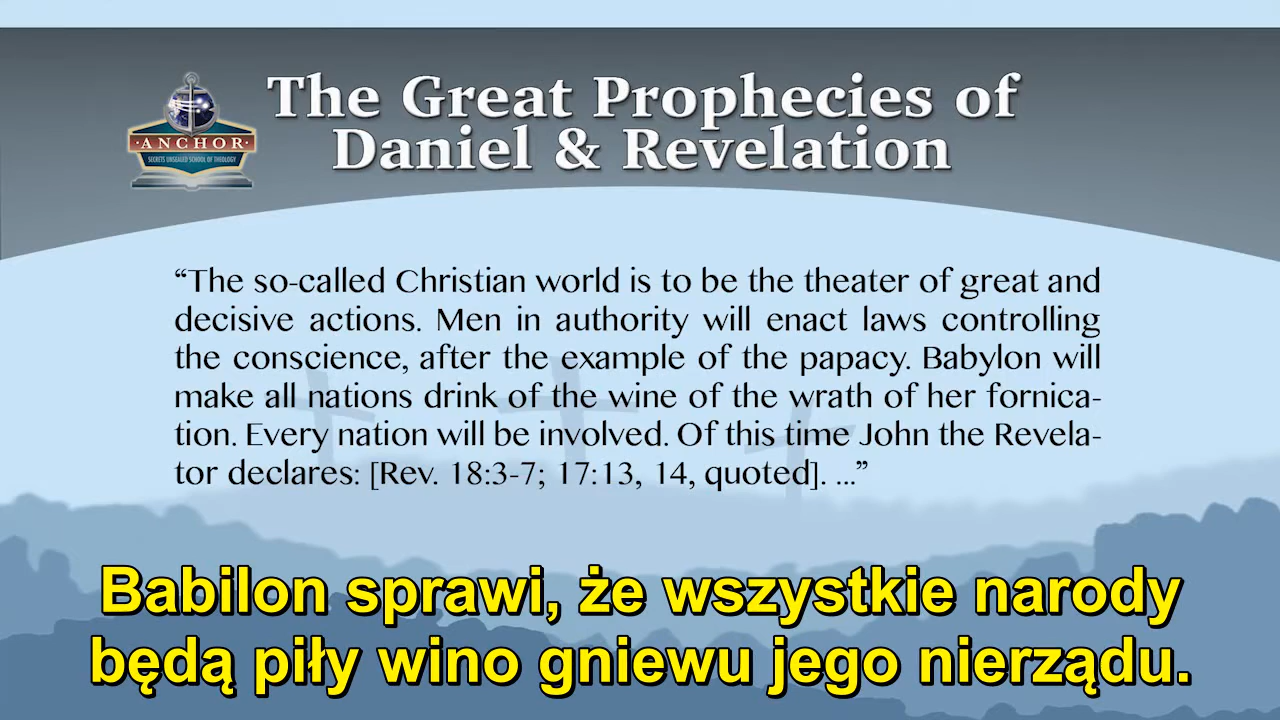 The Great Prophecies of
Daniel & Revelation
·ANCHOR·
SECRETS UNSEALED SCHOOL OF THEOLOGY
“The so-called Christian world is to be the theater of great and
decisive actions. Men in authority will enact laws controlling
the conscience, after the example of the papacy. Babylon will
make all nations drink of the wine of the wrath of her fornica-
tion. Every nation will be involved. Of this time John the Revela-
tor declares: [Rev. 18:3-7; 17:13, 14, quoted]. ...”
Babilon sprawi, że wszystkie narody
będą piły wino gniewu jego nierządu.